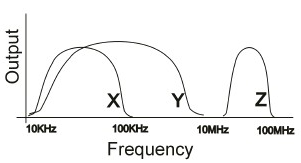 Output
X Y Z
10KHz 100KHz 10MHz 100MHz
Frequency